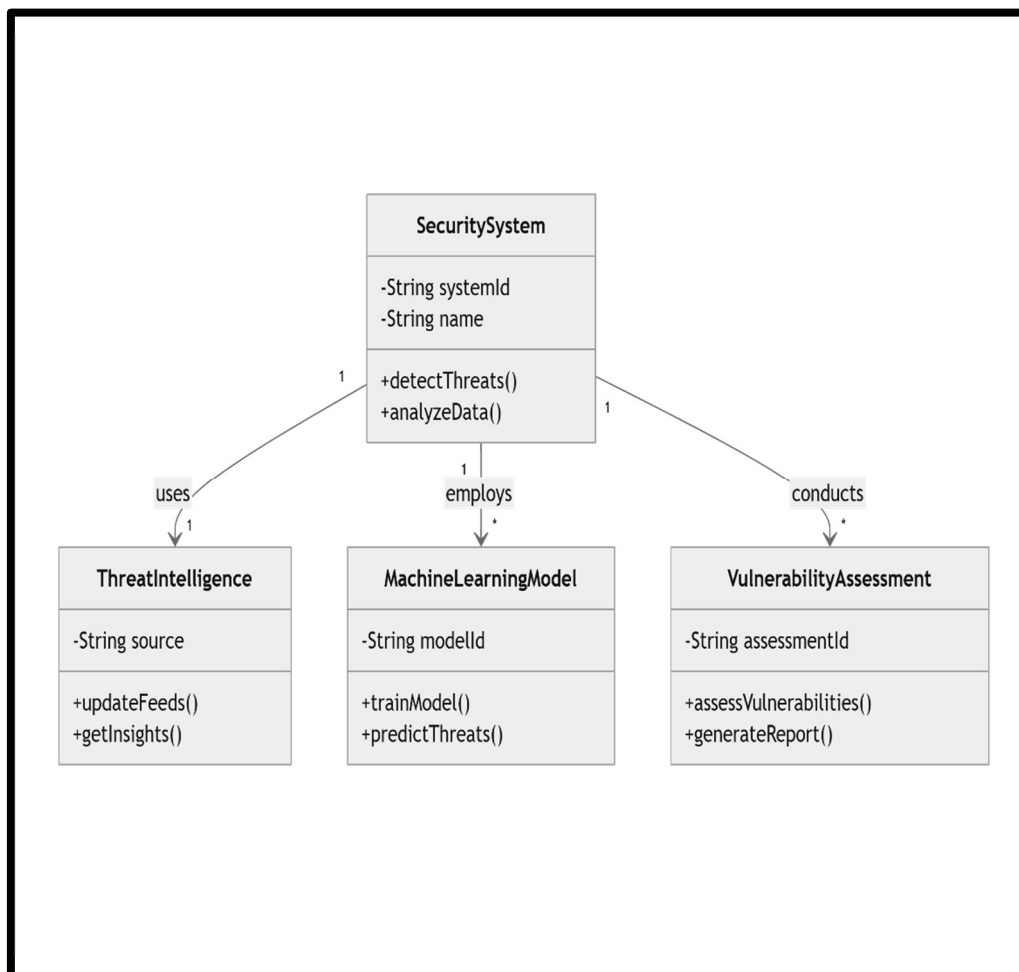 SecuritySystem
-String systemId
-String name
+detectThreats()
+analyzeData()
1
1
1
uses
employs
conducts
1
*
*
ThreatIntelligence
-String source
+updateFeeds()
+getInsights()
MachineLearningModel
-String modelId
+trainModel()
+predictThreats()
VulnerabilityAssessment
-String assessmentId
+assessVulnerabilities()
+generateReport()